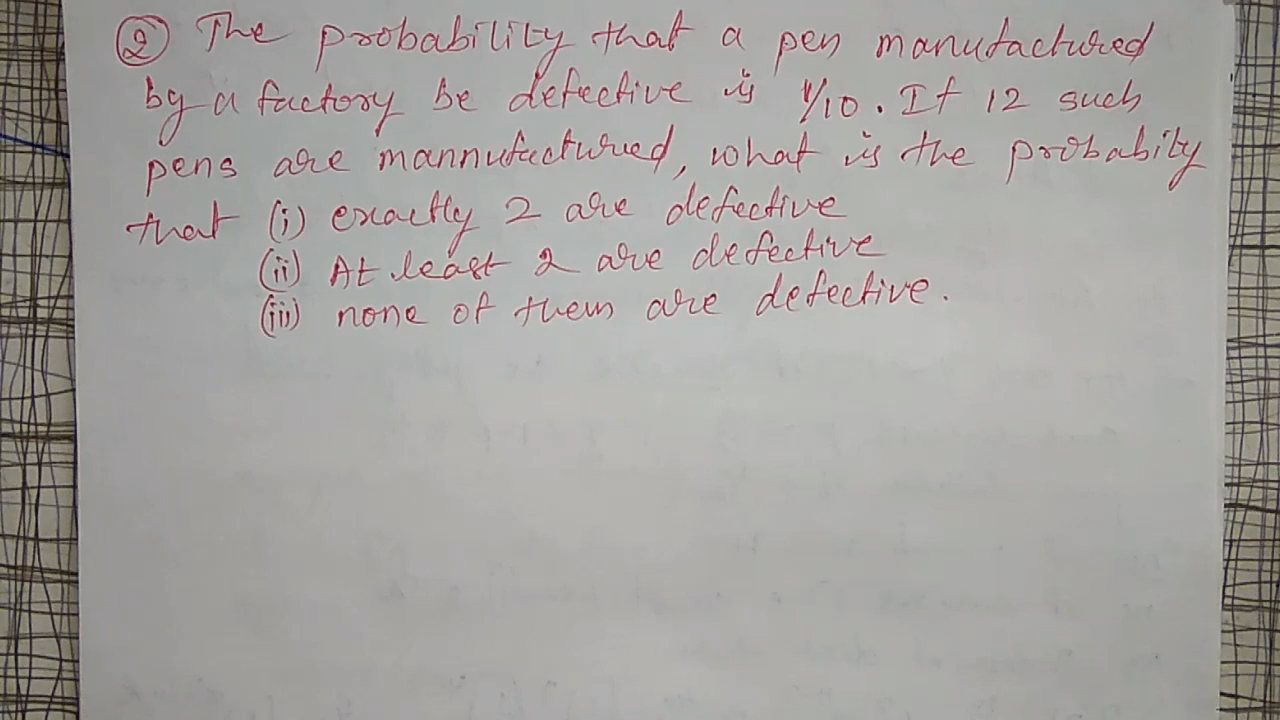 ② The probability that a pen manufactured
by a factory be defective is 1/10. If 12 such
pens are mannufactured, what is the probabiity
that (i) exactly 2 are defective
(ii) At least 2 are defective
(iii) none of them are defective.